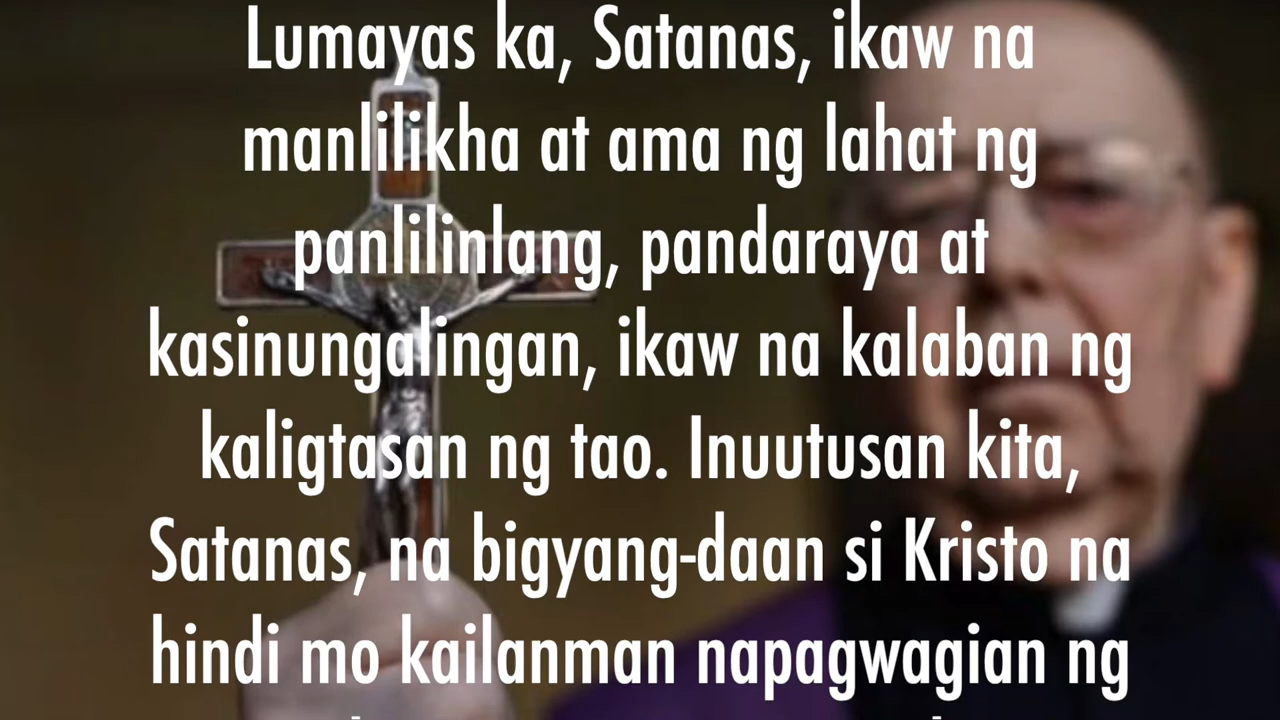 Lumayas ka, Satanas, ikaw na
manlilikha at ama ng lahat ng
panlilinlang, pandaraya at
kasinungalingan, ikaw na kalaban ng
kaligtasan ng tao. Inuutusan kita,
Satanas, na bigyang-daan si Kristo na
hindi mo kailanman napagwagian ng